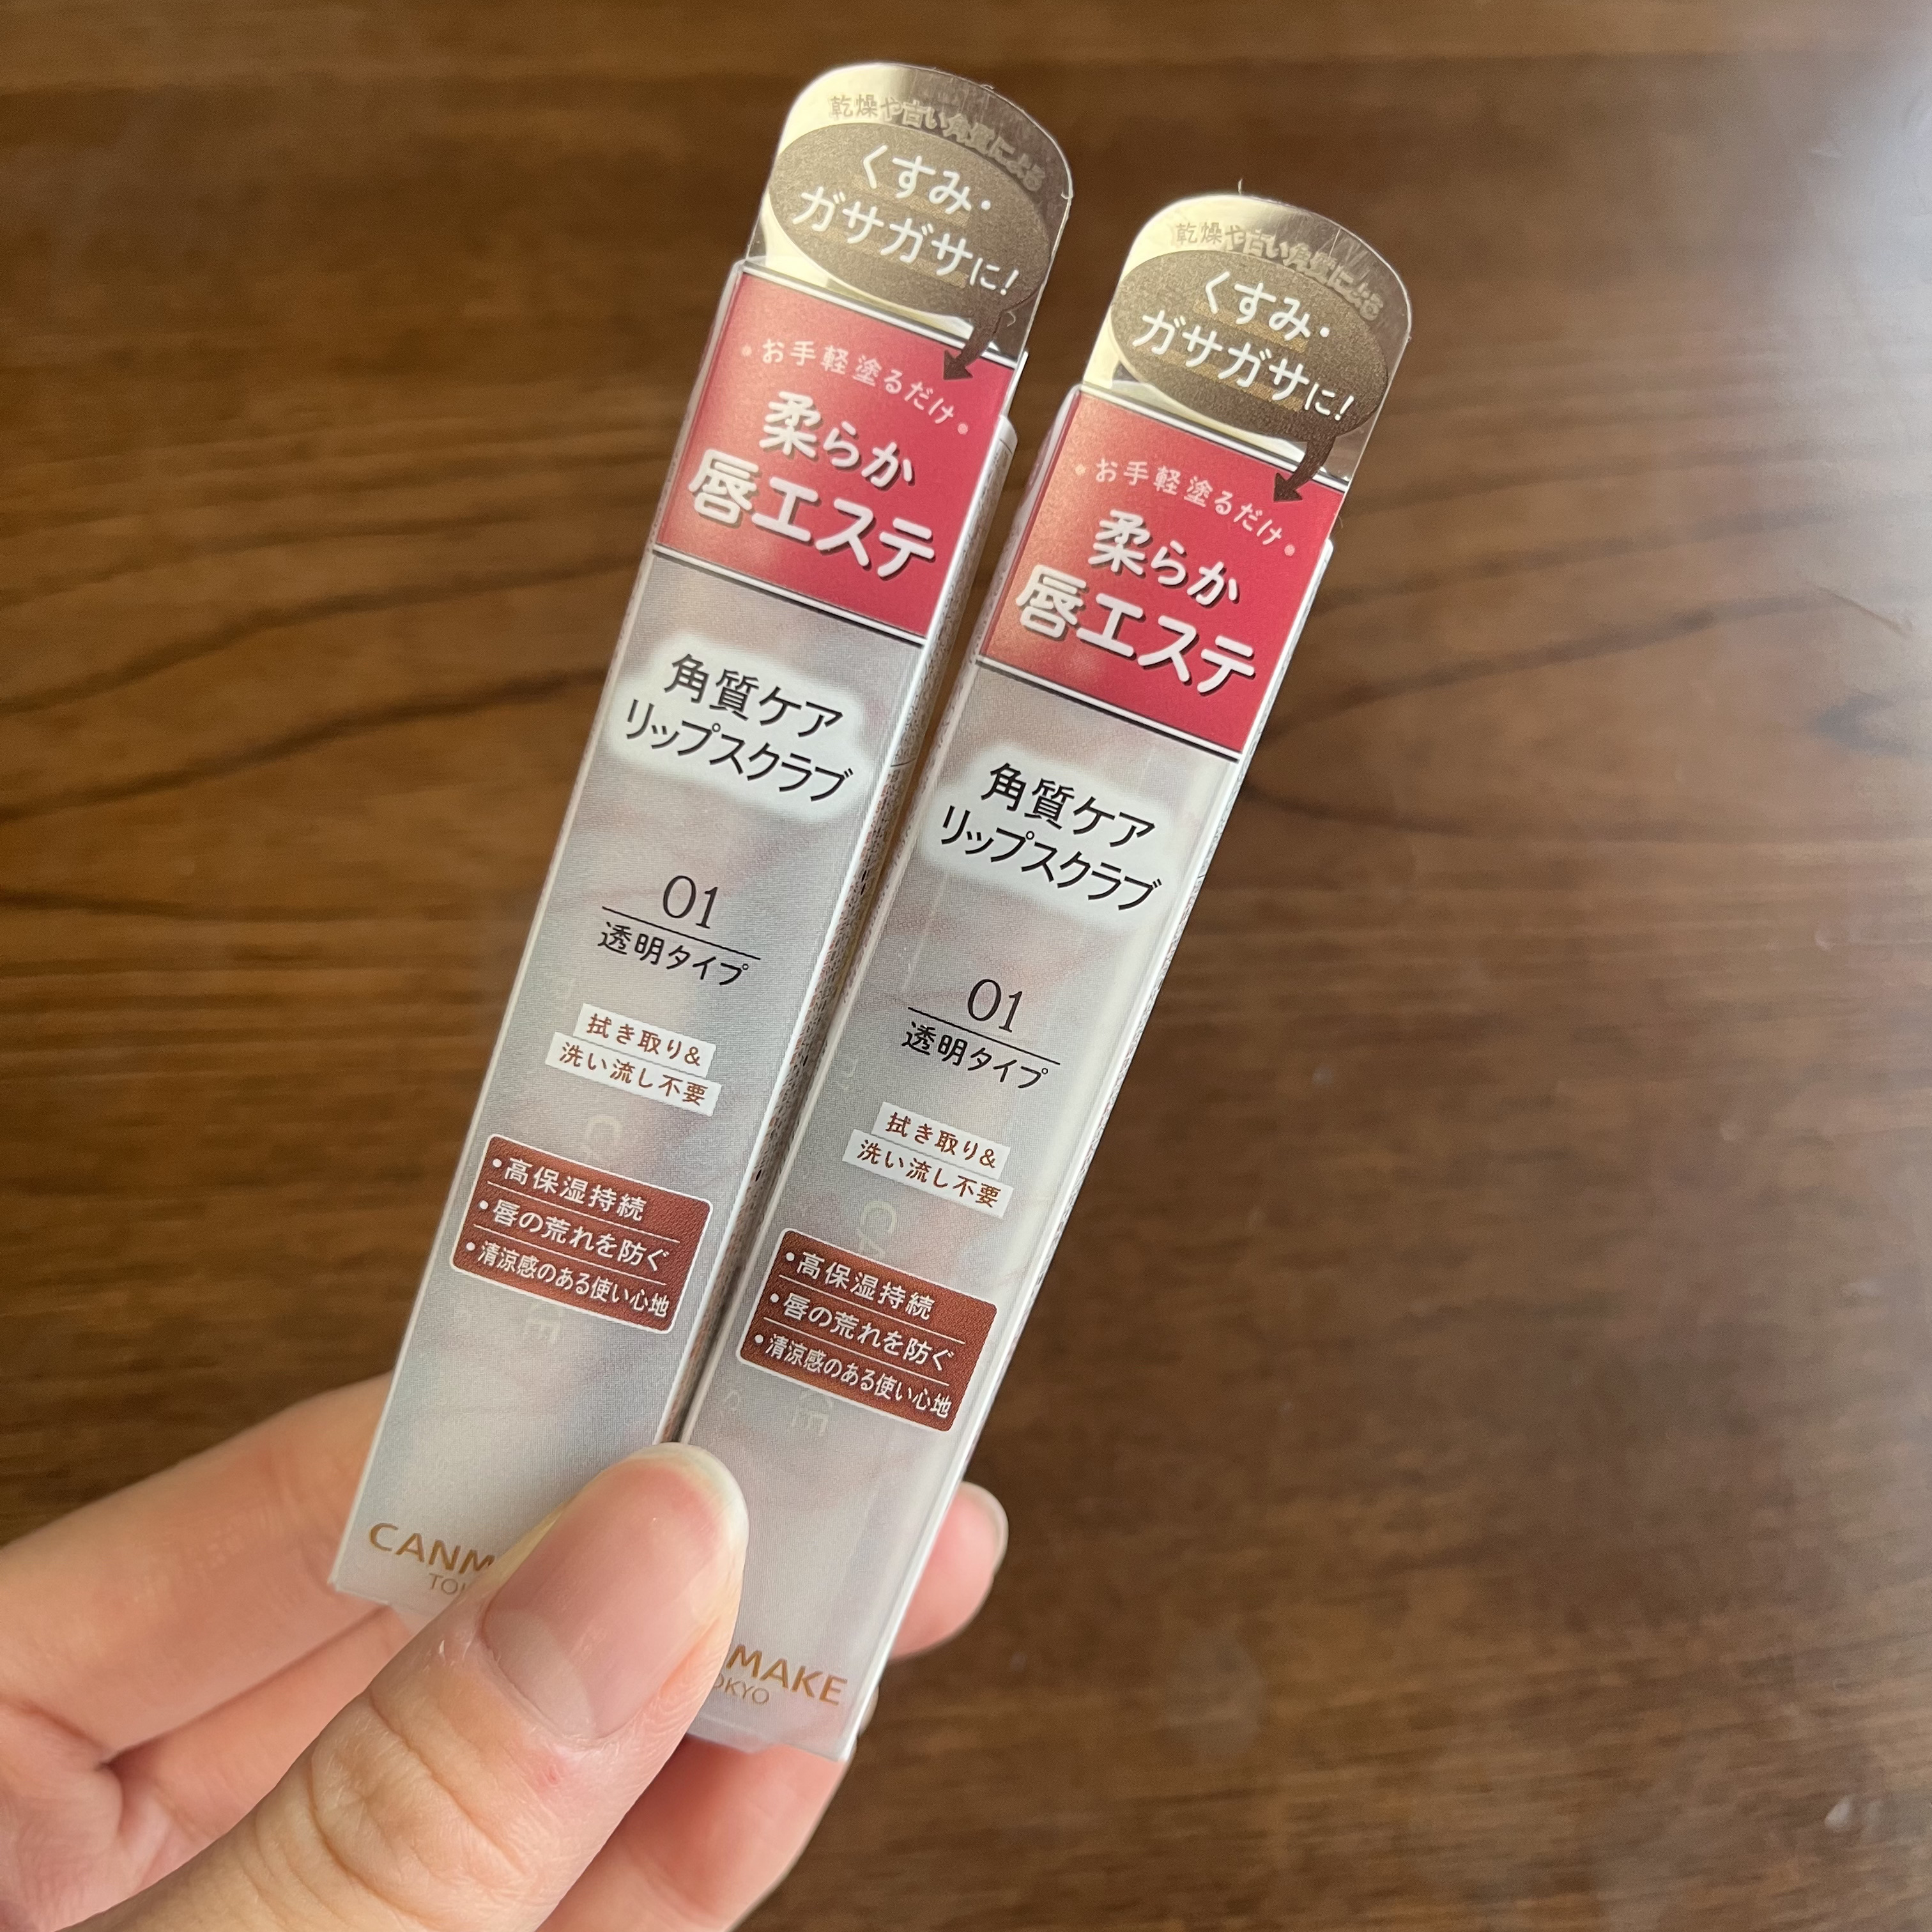 乾燥や古い角質による
くすみ・
ガサガサに!
・お手軽塗るだけ・
柔らか
唇エステ
角質ケア
リップスクラブ
01
透明タイプ
拭き取り&
洗い流し不要
・高保湿持続
・唇の荒れを防ぐ
・清涼感のある使い心地
CANM
TO
乾燥や古い角質による
くすみ・
ガサガサに!
・お手軽塗るだけ・
柔らか
唇エステ
角質ケア
リップスクラブ
01
透明タイプ
拭き取り&
洗い流し不要
・高保湿持続
・唇の荒れを防ぐ
・清涼感のある使い心地
MAKE
OKYO